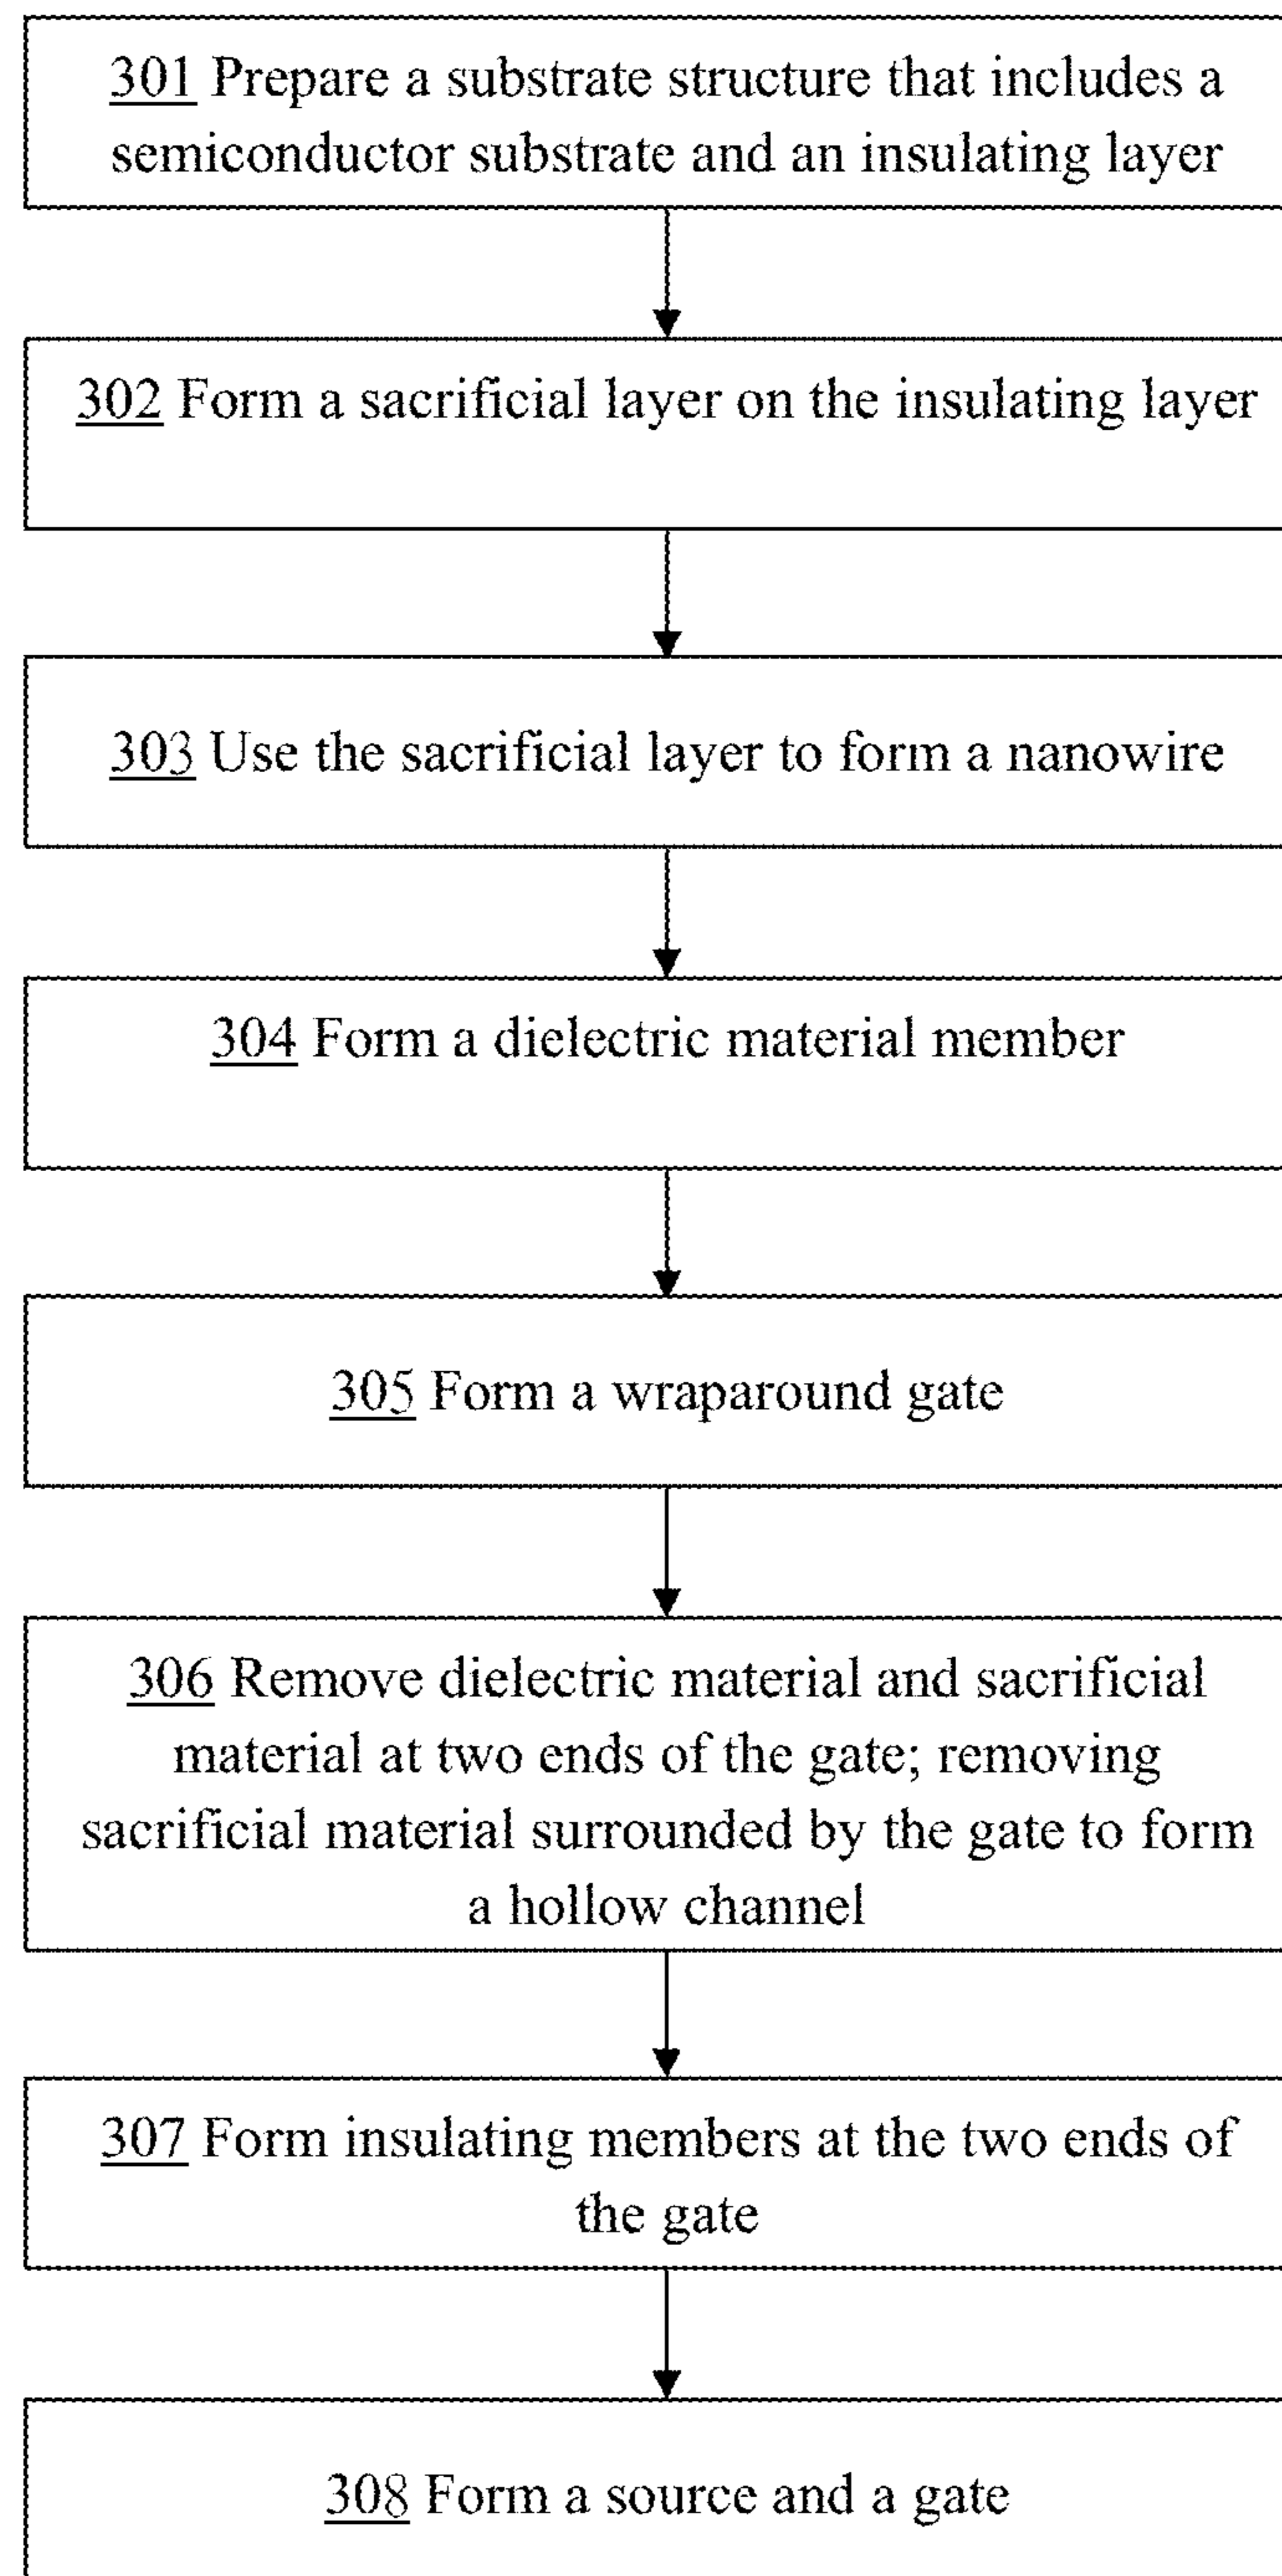 301 Prepare a substrate structure that includes a
semiconductor substrate and an insulating layer
302 Form a sacrificial layer on the insulating layer
303 Use the sacrificial layer to form a nanowire
304 Form a dielectric material member
305 Form a wraparound gate
306 Remove dielectric material and sacrificial
material at two ends of the gate; removing
sacrificial material surrounded by the gate to form
a hollow channel
307 Form insulating members at the two ends of
the gate
308 Form a source and a gate